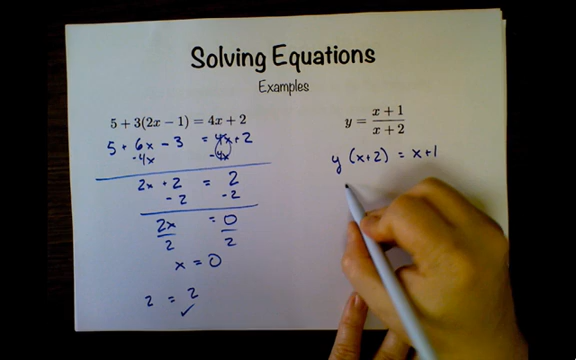 Solving Equations
Examples
5 + 3(2x − 1) = 4x + 2
5 + 6x − 3 = 4x + 2
−4x −4x
2x + 2 = 2
− 2 −2
2x = 0
2 2
x = 0
2 = 2 ✓
y = x + 1
x + 2
y (x+2) = x+1